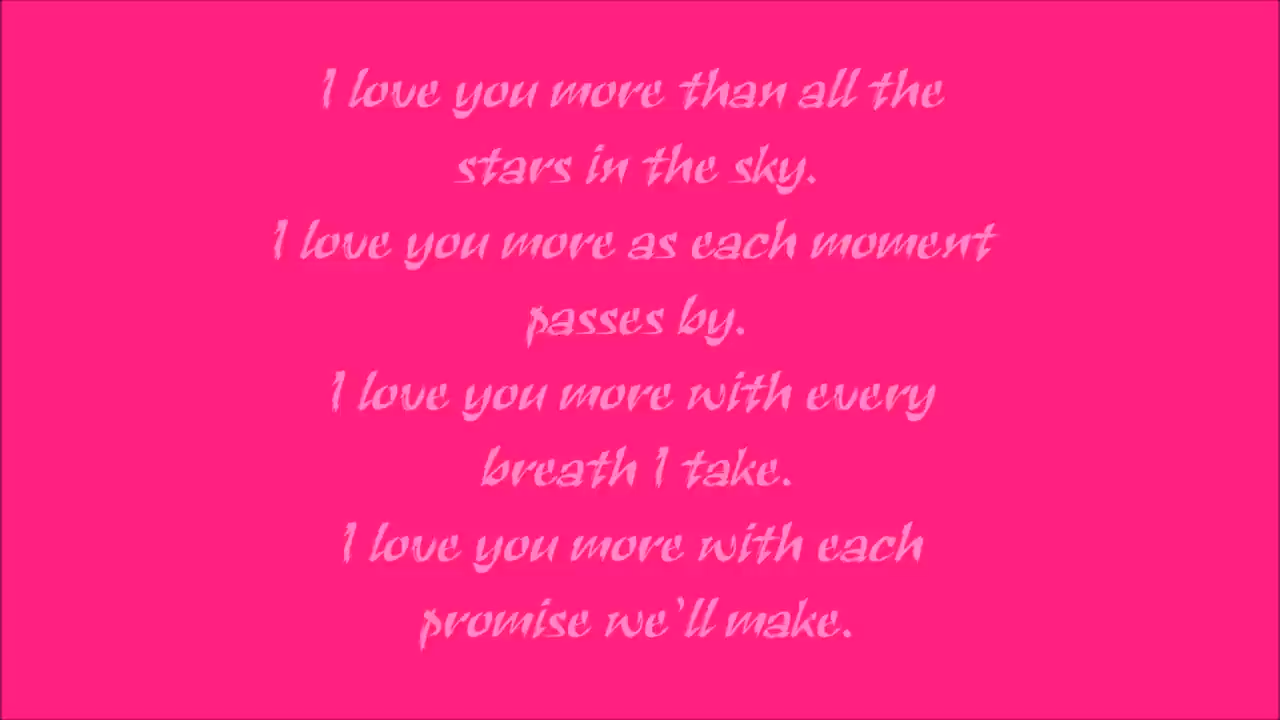 I love you more than all the
stars in the sky.
I love you more as each moment
passes by.
I love you more with every
breath I take.
I love you more with each
promise we'll make.